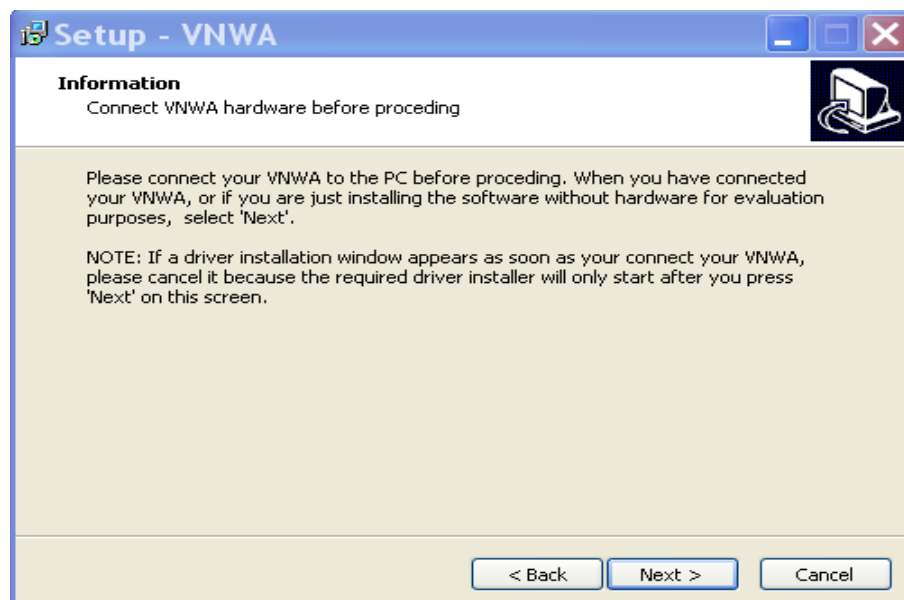 Setup - VNWA
Information
Connect VNWA hardware before proceding
Please connect your VNWA to the PC before proceding. When you have connected
your VNWA, or if you are just installing the software without hardware for evaluation
purposes,  select 'Next'.
NOTE: If a driver installation window appears as soon as your connect your VNWA,
please cancel it because the required driver installer will only start after you press
'Next' on this screen.
< Back
Next >
Cancel